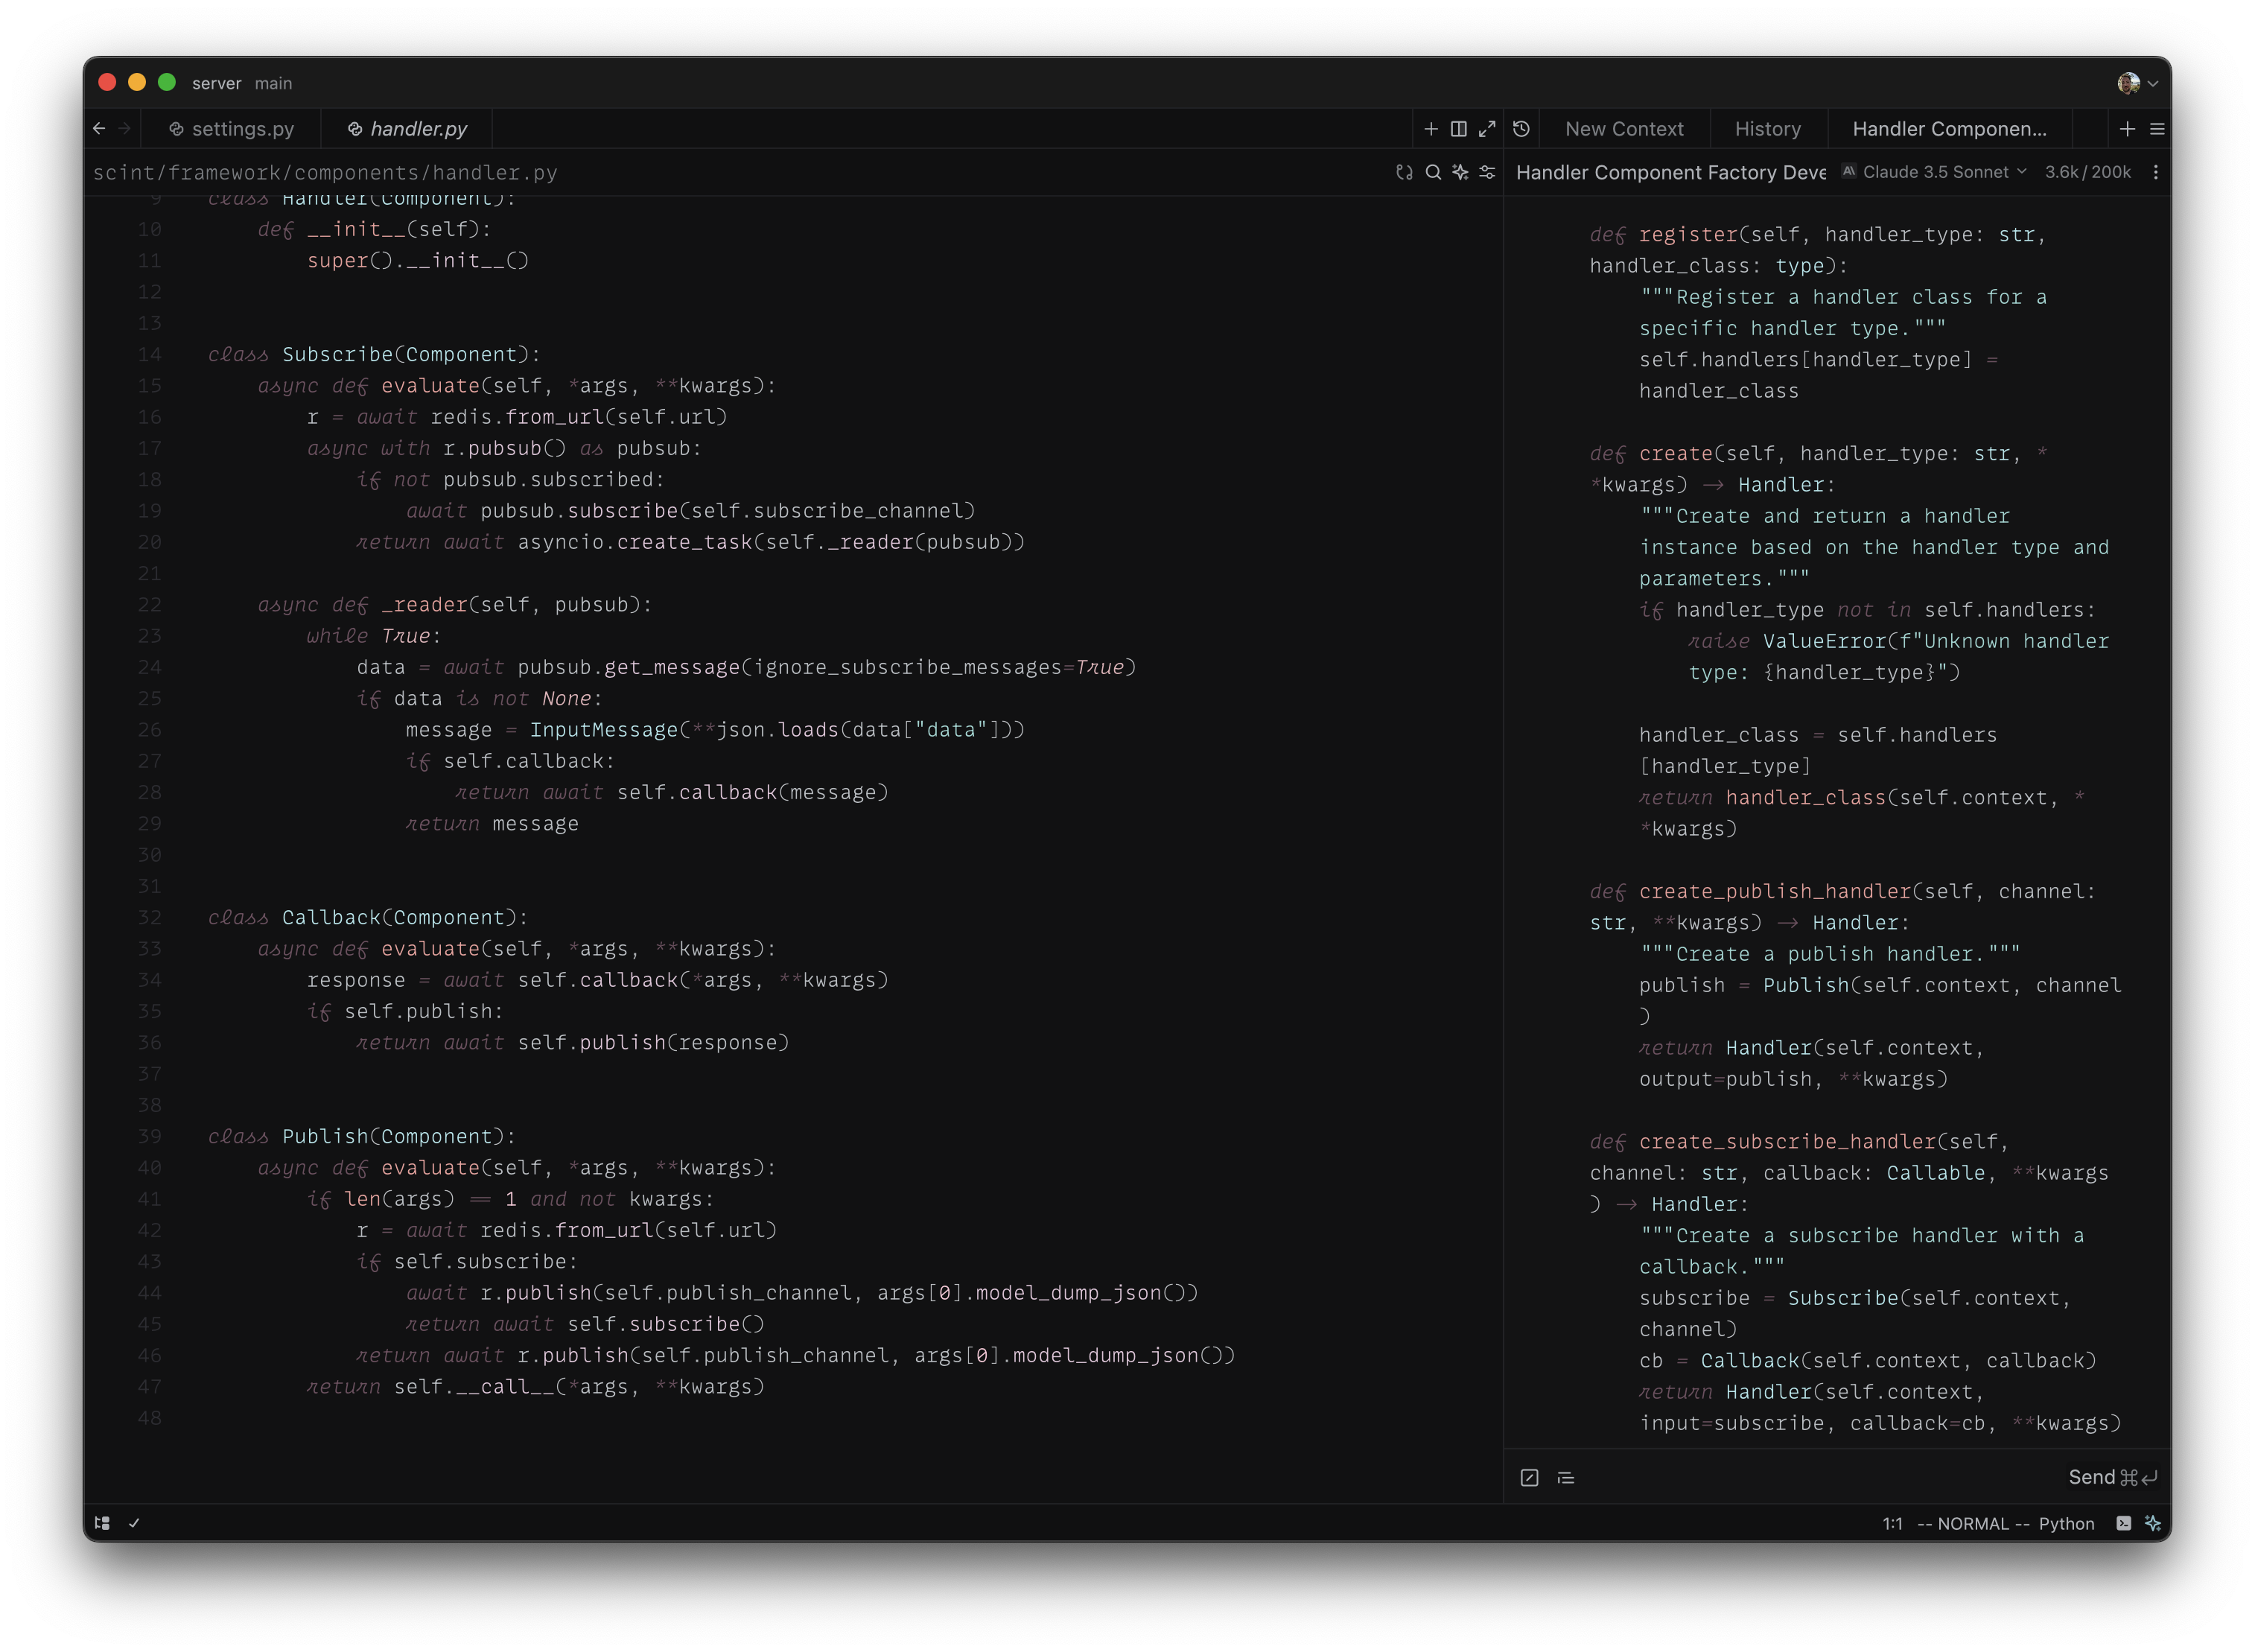 server main
settings.py
handler.py
New Context
History
Handler Componen...
scint/framework/components/handler.py
Handler Component Factory Deve
Claude 3.5 Sonnet
3.6k/200k
9 class Handler(Component):
10 def __init__(self):
11 super().__init__()
12
13
14 class Subscribe(Component):
15 async def evaluate(self, *args, **kwargs):
16 r = await redis.from_url(self.url)
17 async with r.pubsub() as pubsub:
18 if not pubsub.subscribed:
19 await pubsub.subscribe(self.subscribe_channel)
20 return await asyncio.create_task(self._reader(pubsub))
21
22 async def _reader(self, pubsub):
23 while True:
24 data = await pubsub.get_message(ignore_subscribe_messages=True)
25 if data is not None:
26 message = InputMessage(**json.loads(data["data"]))
27 if self.callback:
28 return await self.callback(message)
29 return message
30
31
32 class Callback(Component):
33 async def evaluate(self, *args, **kwargs):
34 response = await self.callback(*args, **kwargs)
35 if self.publish:
36 return await self.publish(response)
37
38
39 class Publish(Component):
40 async def evaluate(self, *args, **kwargs):
41 if len(args) == 1 and not kwargs:
42 r = await redis.from_url(self.url)
43 if self.subscribe:
44 await r.publish(self.publish_channel, args[0].model_dump_json())
45 return await self.subscribe()
46 return await r.publish(self.publish_channel, args[0].model_dump_json())
47 return self.__call__(*args, **kwargs)
48
def register(self, handler_type: str,
handler_class: type):
"""Register a handler class for a
specific handler type."""
self.handlers[handler_type] =
handler_class
def create(self, handler_type: str, *
*kwargs) -> Handler:
"""Create and return a handler
instance based on the handler type and
parameters."""
if handler_type not in self.handlers:
raise ValueError(f"Unknown handler
type: {handler_type}")
handler_class = self.handlers
[handler_type]
return handler_class(self.context, *
*kwargs)
def create_publish_handler(self, channel:
str, **kwargs) -> Handler:
"""Create a publish handler."""
publish = Publish(self.context, channel
)
return Handler(self.context,
output=publish, **kwargs)
def create_subscribe_handler(self,
channel: str, callback: Callable, **kwargs
) -> Handler:
"""Create a subscribe handler with a
callback."""
subscribe = Subscribe(self.context,
channel)
cb = Callback(self.context, callback)
return Handler(self.context,
input=subscribe, callback=cb, **kwargs)
Send ⌘↵
1:1 -- NORMAL -- Python